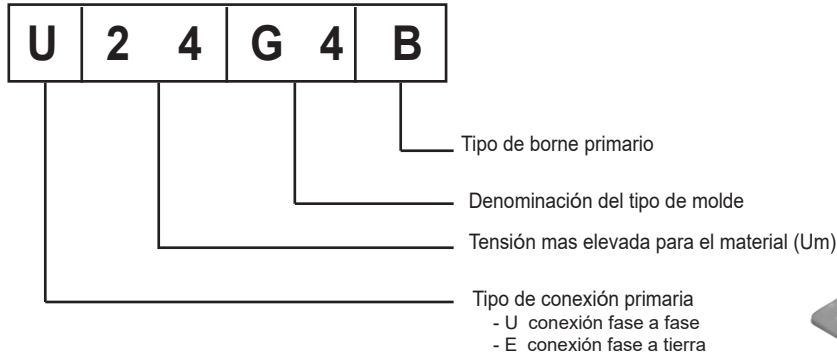 U 2 4 G 4 B
Tipo de borne primario
Denominación del tipo de molde
Tensión mas elevada para el material (Um)
Tipo de conexión primaria
- U conexión fase a fase
- E conexión fase a tierra